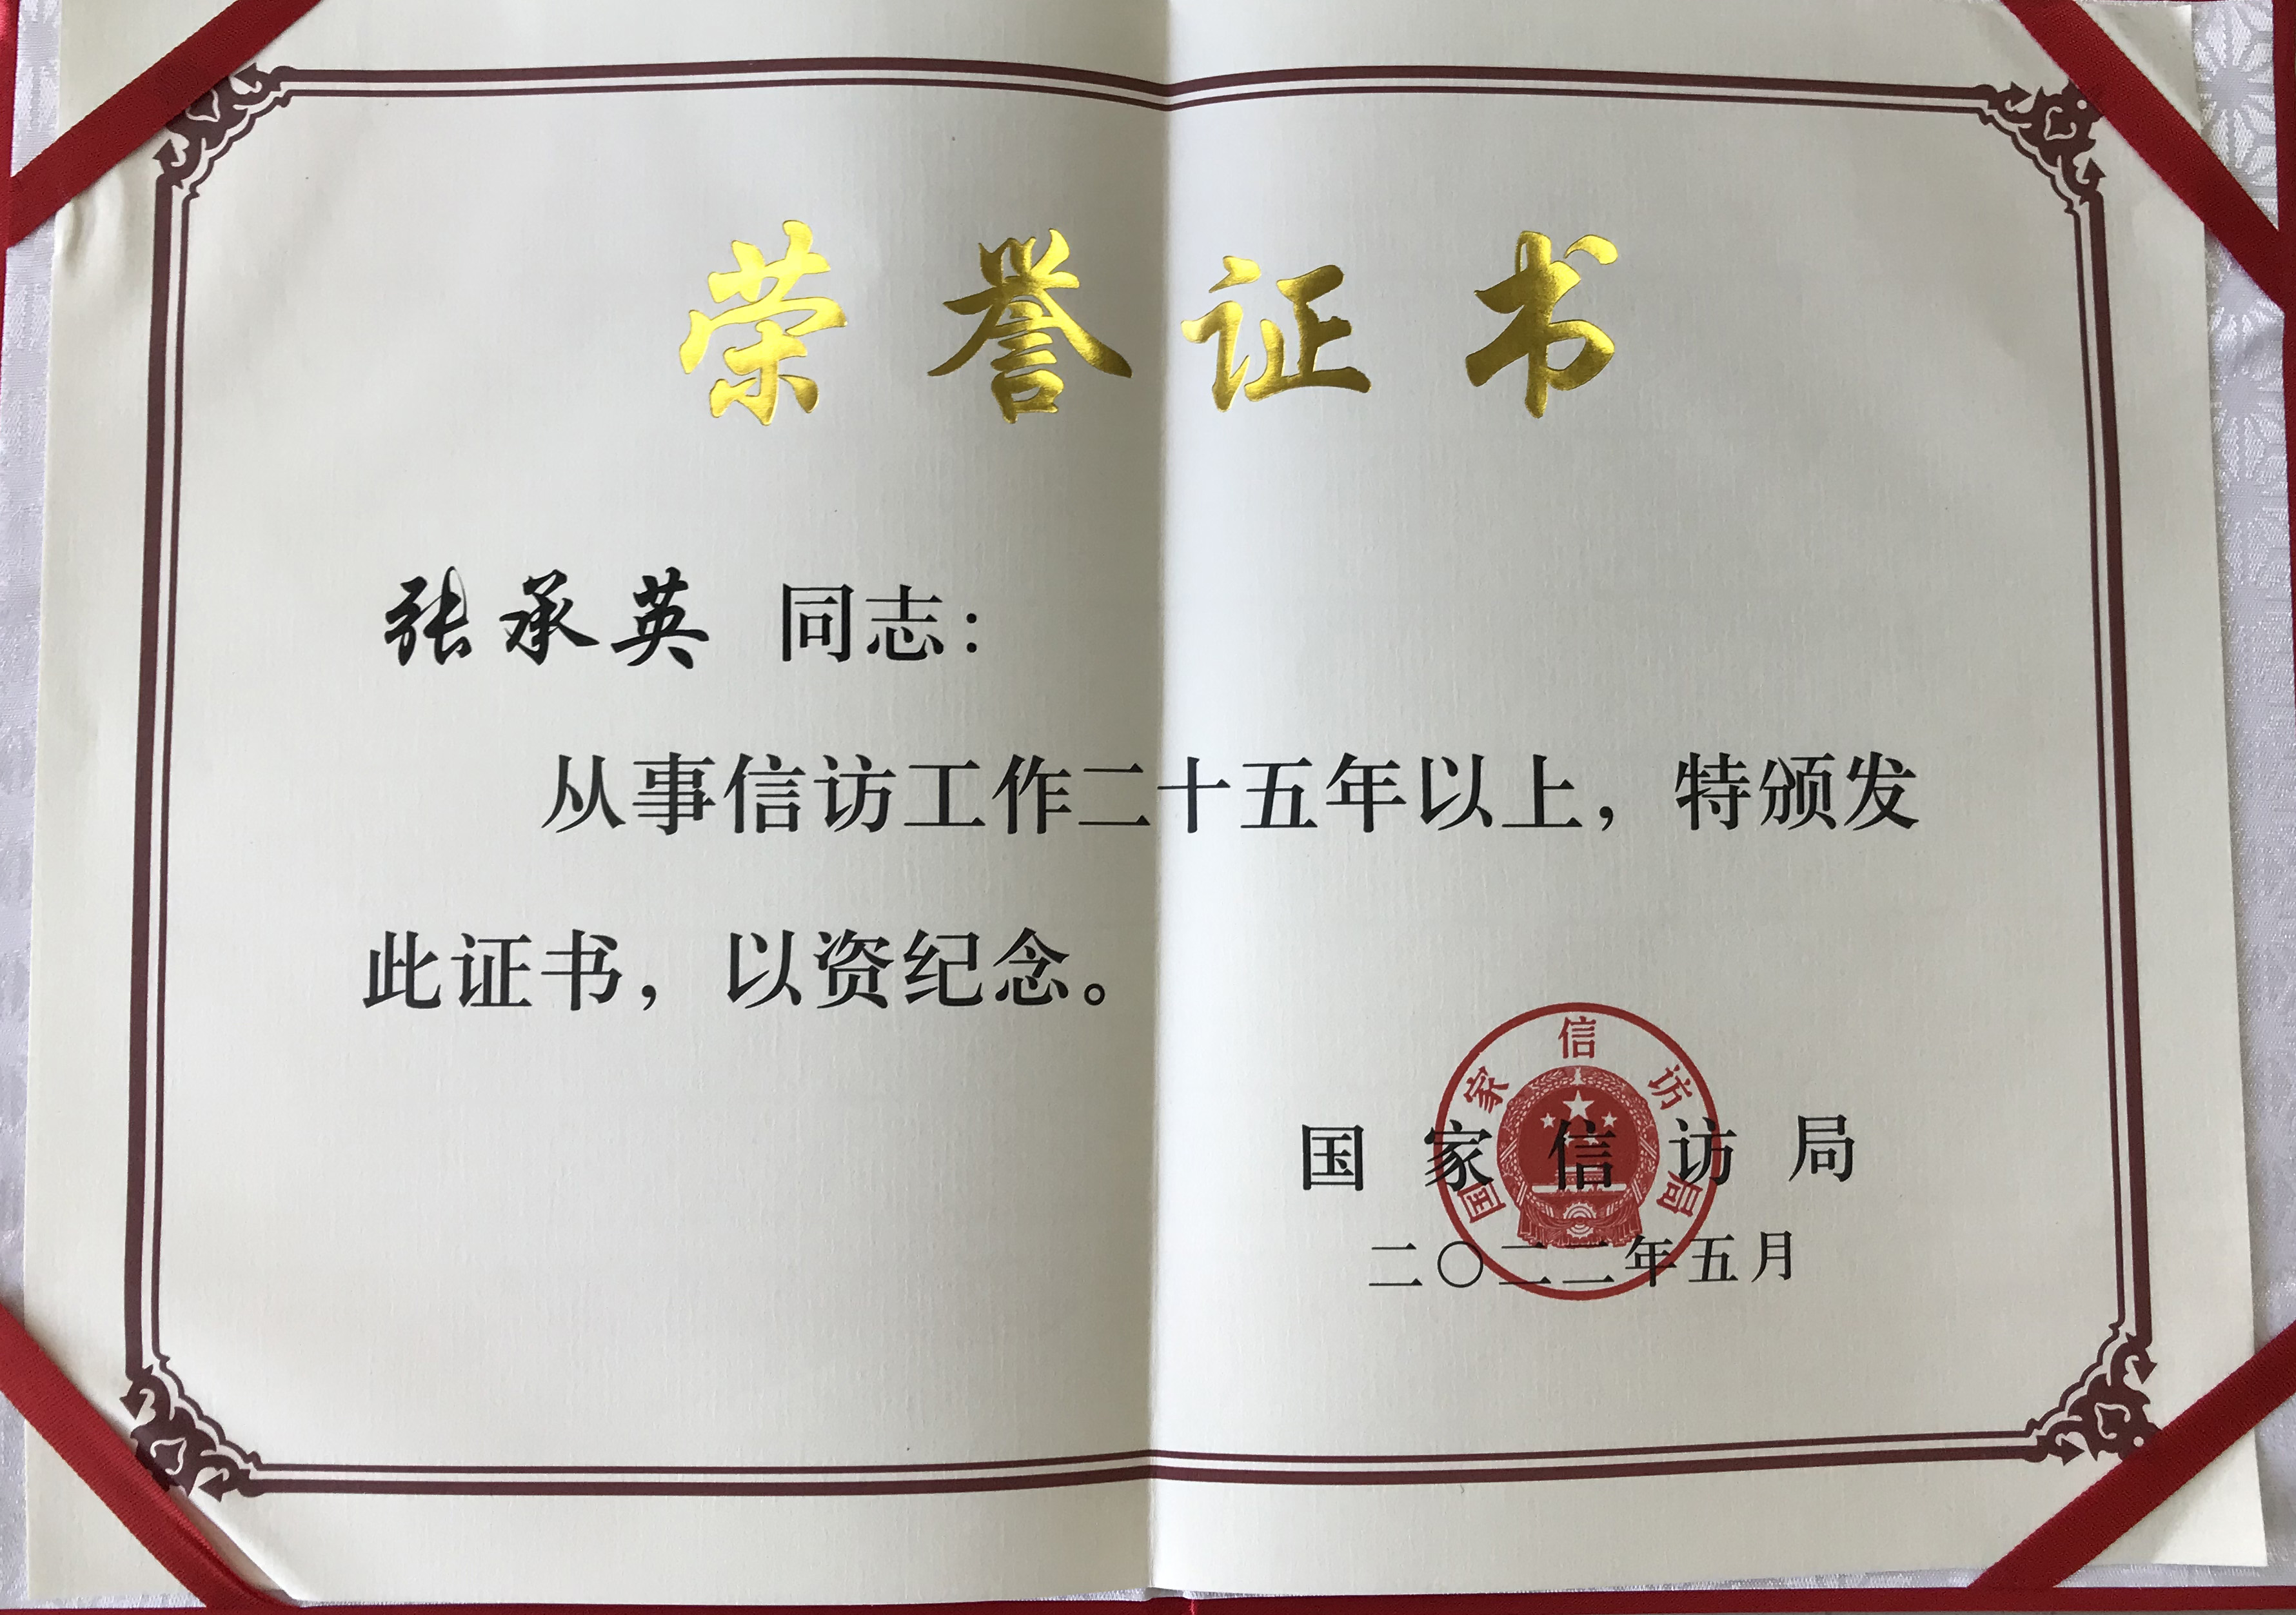 荣誉证书
张承英 同志：
从事信访工作二十五年以上，特颁发
此证书，以资纪念。
国家信访局
国家信访局
二〇二二年五月